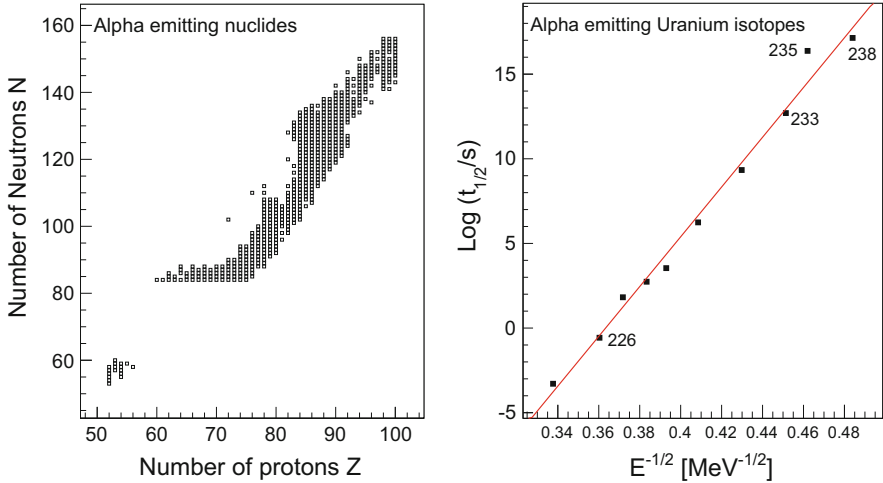 Alpha emitting nuclides
160
140
120
100
80
60
50 60 70 80 90 100
Number of protons Z
Number of Neutrons N
Alpha emitting Uranium isotopes
235
238
233
226
15
10
5
0
-5
0.34 0.36 0.38 0.4 0.42 0.44 0.46 0.48
E^{-1/2} [MeV^{-1/2}]
Log (t_{1/2}/s)